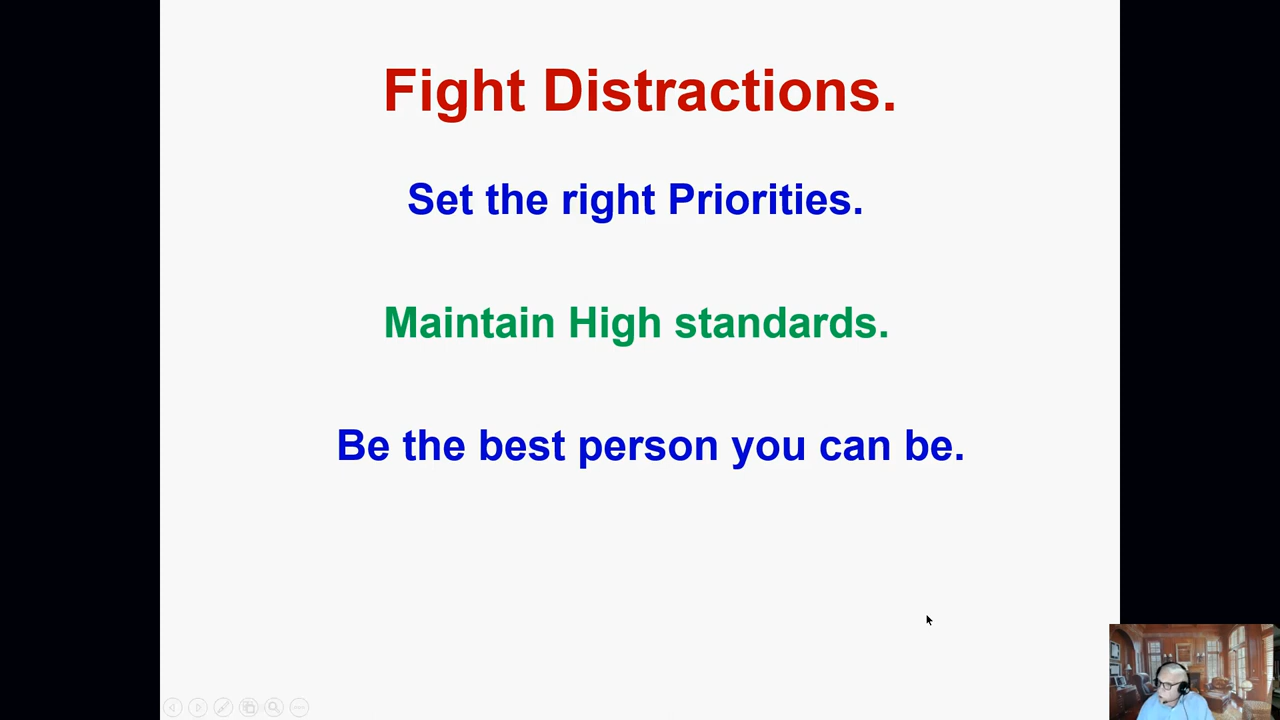 Fight Distractions.
Set the right Priorities.
Maintain High standards.
Be the best person you can be.